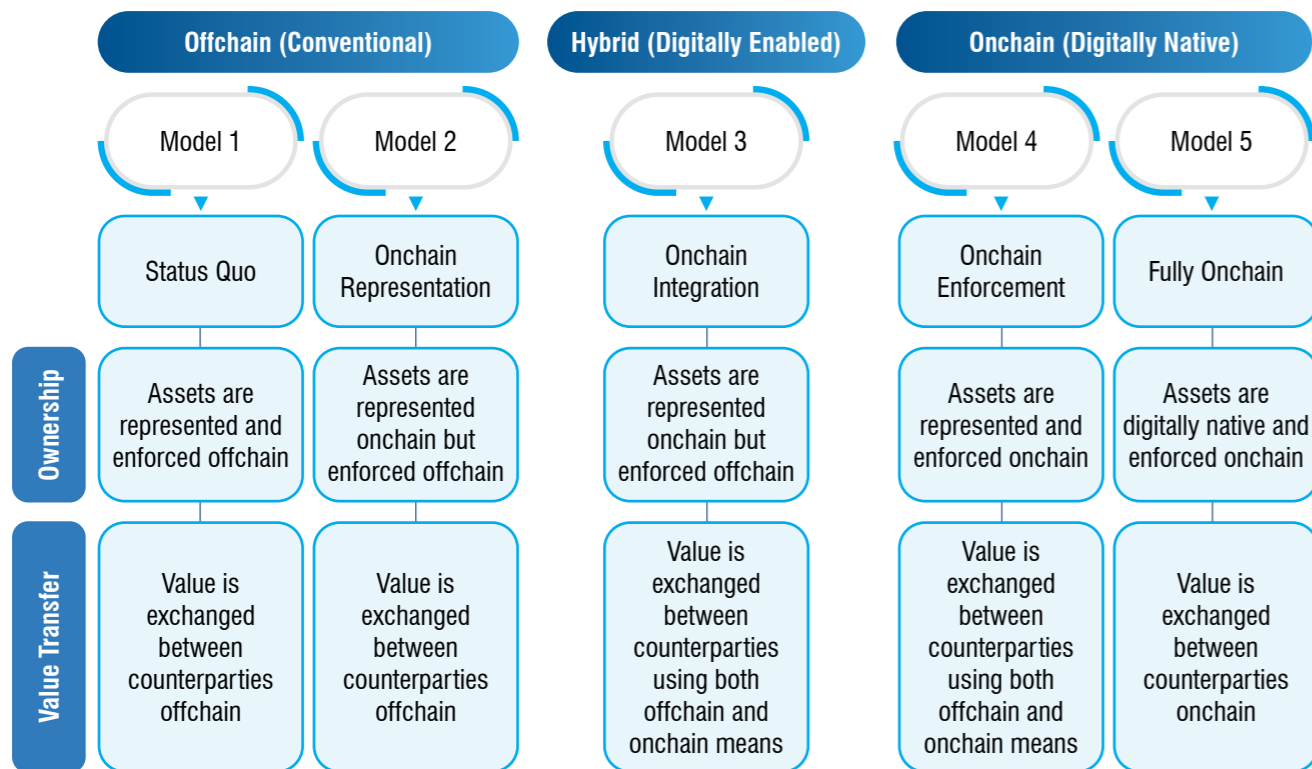 Offchain (Conventional)
Hybrid (Digitally Enabled)
Onchain (Digitally Native)
Model 1
Model 2
Model 3
Model 4
Model 5
Status Quo
Onchain
Representation
Onchain
Integration
Onchain
Enforcement
Fully Onchain
Ownership
Assets are
represented and
enforced offchain
Assets are
represented
onchain but
enforced offchain
Assets are
represented
onchain but
enforced offchain
Assets are
represented and
enforced onchain
Assets are
digitally native and
enforced onchain
Value Transfer
Value is
exchanged
between
counterparties
offchain
Value is
exchanged
between
counterparties
offchain
Value is
exchanged
between
counterparties
using both
offchain and
onchain means
Value is
exchanged
between
counterparties
using both
offchain and
onchain means
Value is
exchanged
between
counterparties
onchain